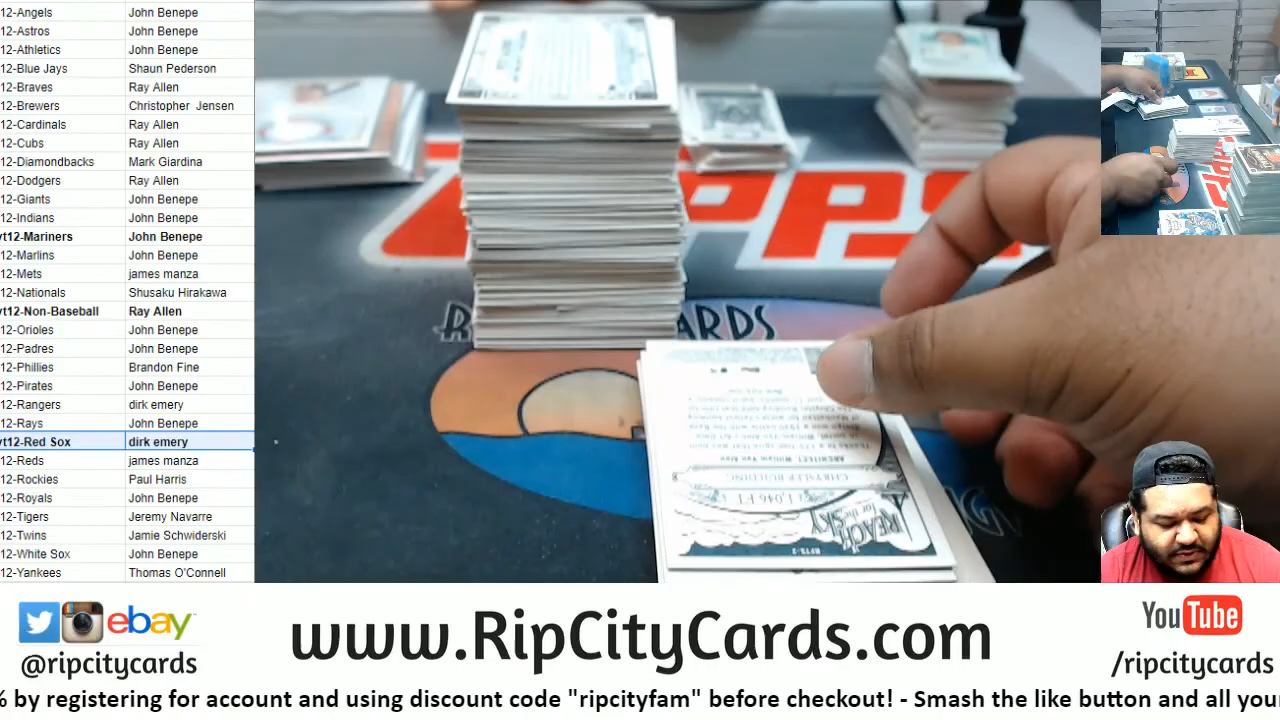 12-Angels John Benepe
12-Astros John Benepe
12-Athletics John Benepe
12-Blue Jays Shaun Pederson
12-Braves Ray Allen
12-Brewers Christopher Jensen
12-Cardinals Ray Allen
12-Cubs Ray Allen
12-Diamondbacks Mark Giardina
12-Dodgers Ray Allen
12-Giants John Benepe
12-Indians John Benepe
yt12-Mariners John Benepe
12-Marlins John Benepe
12-Mets james manza
12-Nationals Shusaku Hirakawa
yt12-Non-Baseball Ray Allen
12-Orioles John Benepe
12-Padres John Benepe
12-Phillies Brandon Fine
12-Pirates John Benepe
12-Rangers dirk emery
12-Rays John Benepe
yt12-Red Sox dirk emery
12-Reds james manza
12-Rockies Paul Harris
12-Royals John Benepe
12-Tigers Jeremy Navarre
12-Twins Jamie Schwiderski
12-White Sox John Benepe
12-Yankees Thomas O'Connell
TOPPS
R CARDS
RFTS-2
REACH
for the
SKY
1,046 FT
CHRYSLER BUILDING
ARCHITECT: William Van Alen
ebay
@ripcitycards
www.RipCityCards.com
YouTube
/ripcitycards
% by registering for account and using discount code "ripcityfam" before checkout! - Smash the like button and all your